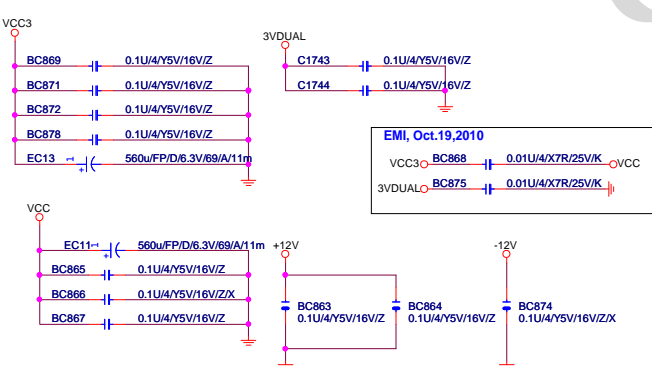 VCC3
BC869 0.1U/4/Y5V/16V/Z
BC871 0.1U/4/Y5V/16V/Z
BC872 0.1U/4/Y5V/16V/Z
BC878 0.1U/4/Y5V/16V/Z
EC13 1 + 560u/FP/D/6.3V/69/A/11m
3VDUAL
C1743 0.1U/4/Y5V/16V/Z
C1744 0.1U/4/Y5V/16V/Z
EMI, Oct.19,2010
VCC3 BC868 0.01U/4/X7R/25V/K VCC
3VDUAL BC875 0.01U/4/X7R/25V/K
VCC
EC11 1 + 560u/FP/D/6.3V/69/A/11m
BC865 0.1U/4/Y5V/16V/Z
BC866 0.1U/4/Y5V/16V/Z/X
BC867 0.1U/4/Y5V/16V/Z
+12V
BC863
0.1U/4/Y5V/16V/Z
BC864
0.1U/4/Y5V/16V/Z
-12V
BC874
0.1U/4/Y5V/16V/Z/X